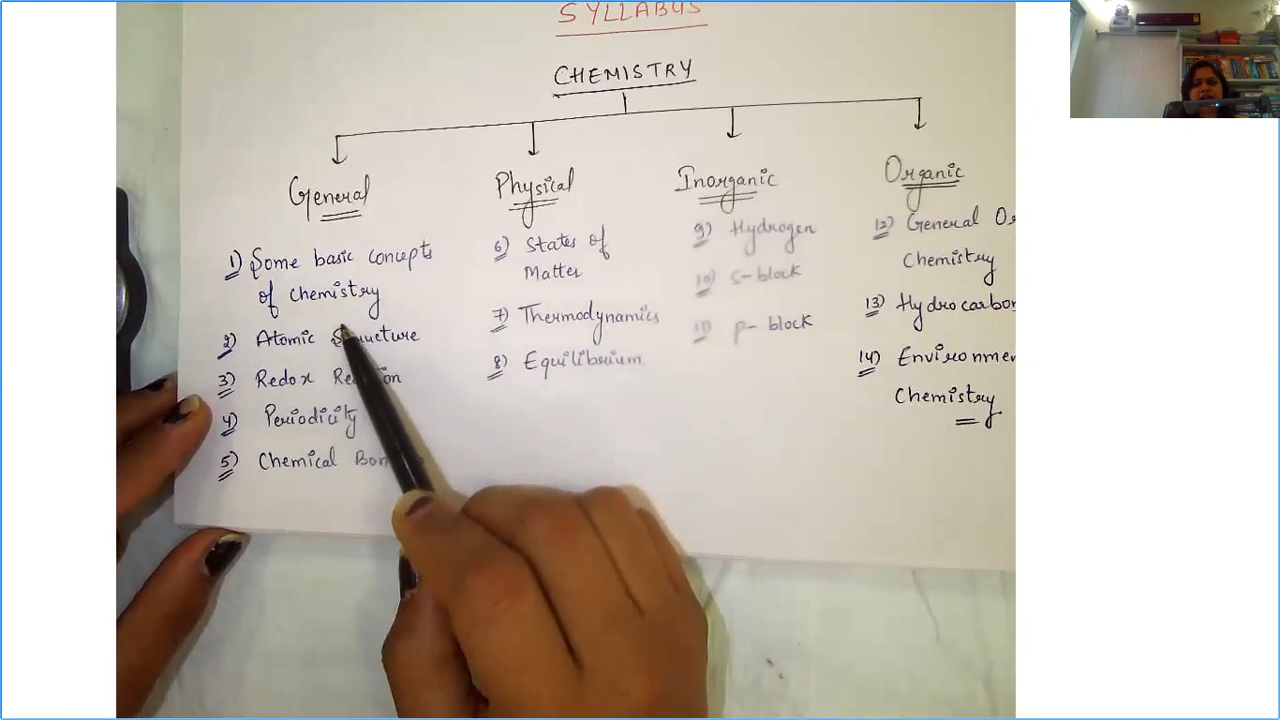 SYLLABUS
CHEMISTRY
General
1) Some basic concepts
of chemistry
2) Atomic Structure
3) Redox
4) Periodicity
5) Chemical
Physical
6) States of
Matter
7) Thermodynamics
8) Equilibrium
Inorganic
9) Hydrogen
10) s-block
11) p-block
Organic
12) General
Chemistry
13)
14)
Chemistry